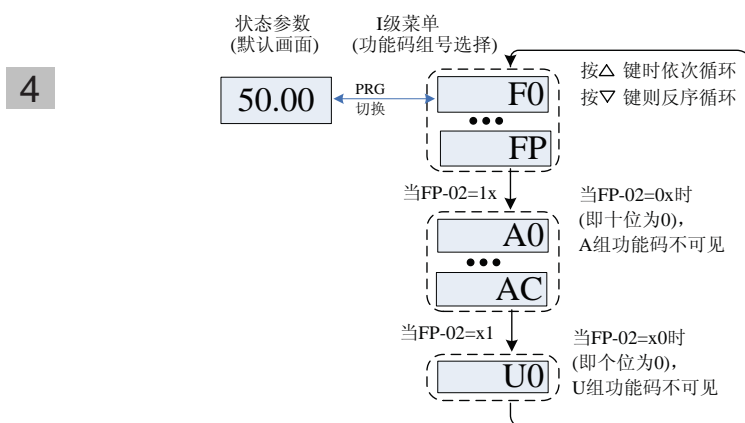 状态参数
(默认画面)
I级菜单
(功能码组号选择)
4
50.00
PRG
切换
F0
•••
FP
按△ 键时依次循环
按▽ 键则反序循环
当FP-02=1x
A0
•••
AC
当FP-02=0x时
(即十位为0),
A组功能码不可见
当FP-02=x1
U0
当FP-02=x0时
(即个位为0),
U组功能码不可见